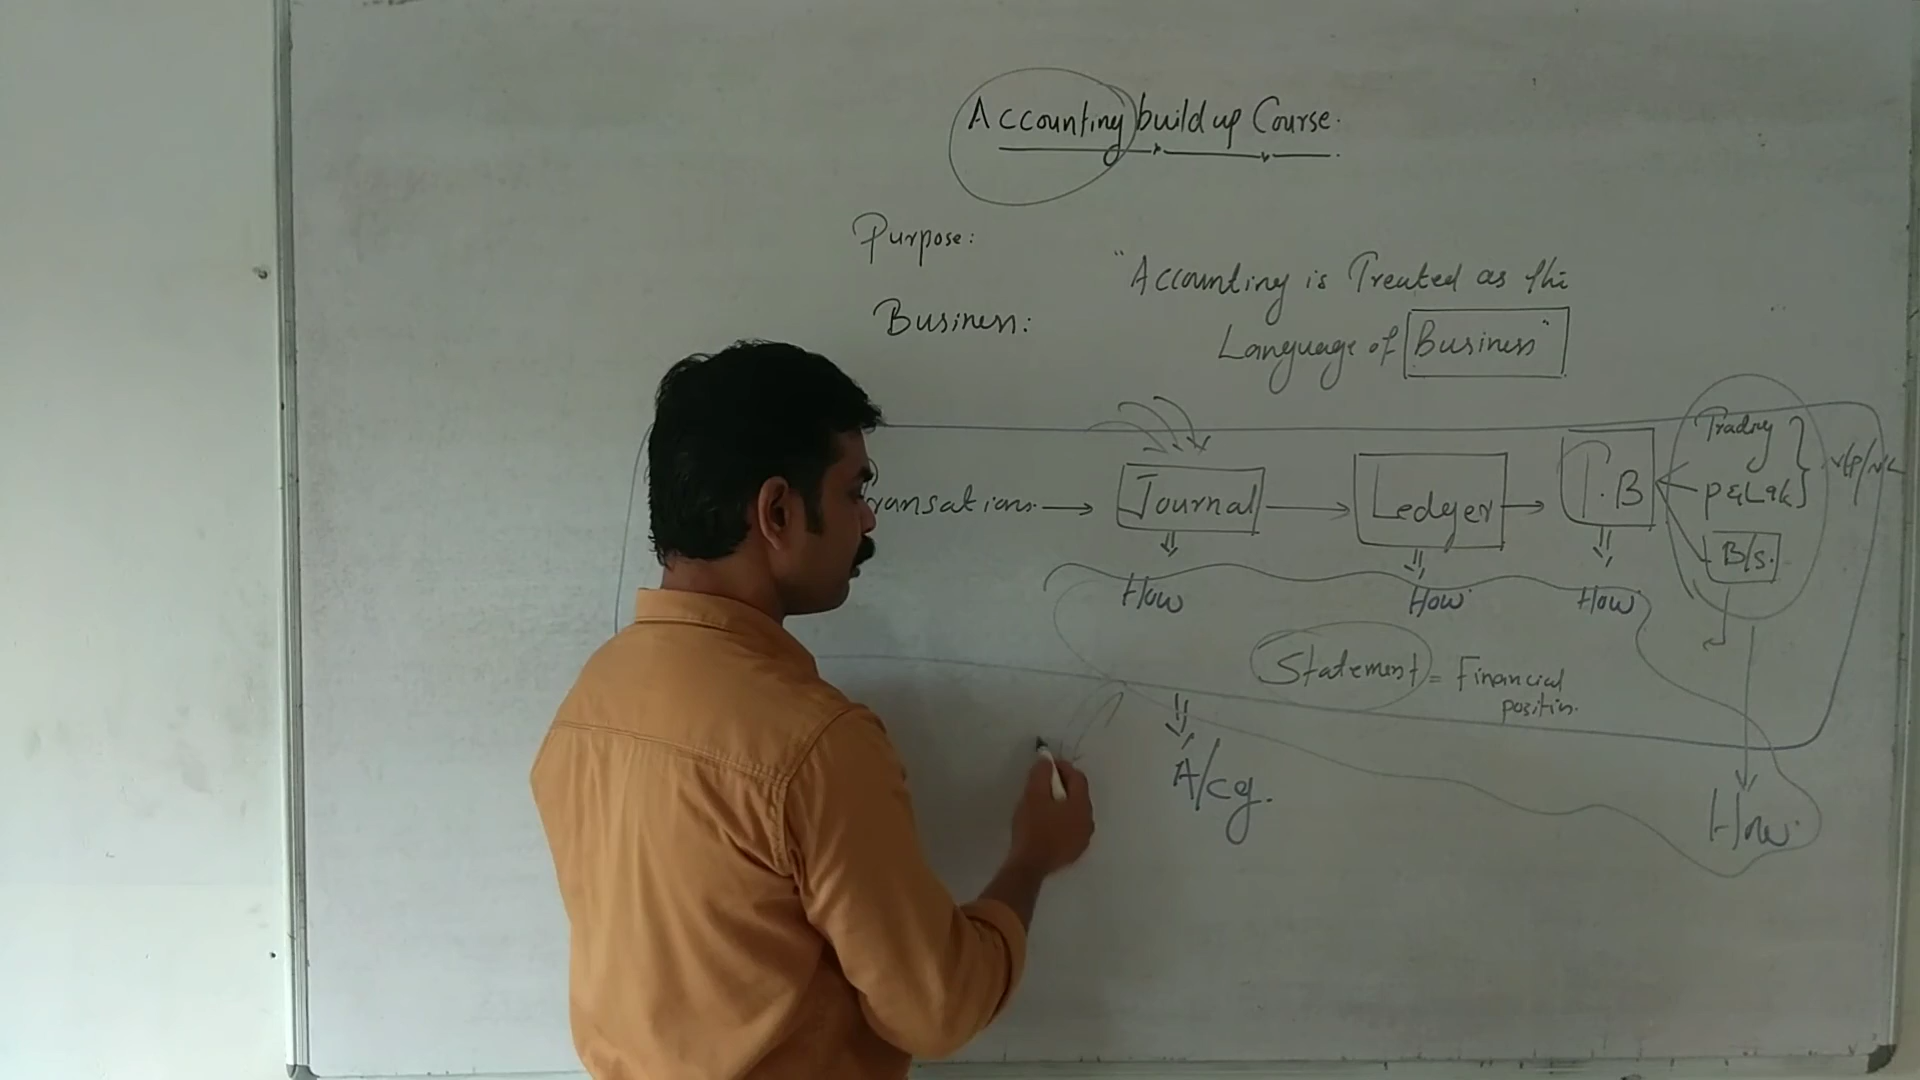 Accounting build up Course.
Purpose:
"Accounting is Treated as the
Business:
Language of Business"
ransations → Journal → Ledger → T.B
Trading
P & L a/c
B/s.
How How How
Statement = Financial
position.
A/cg.
How